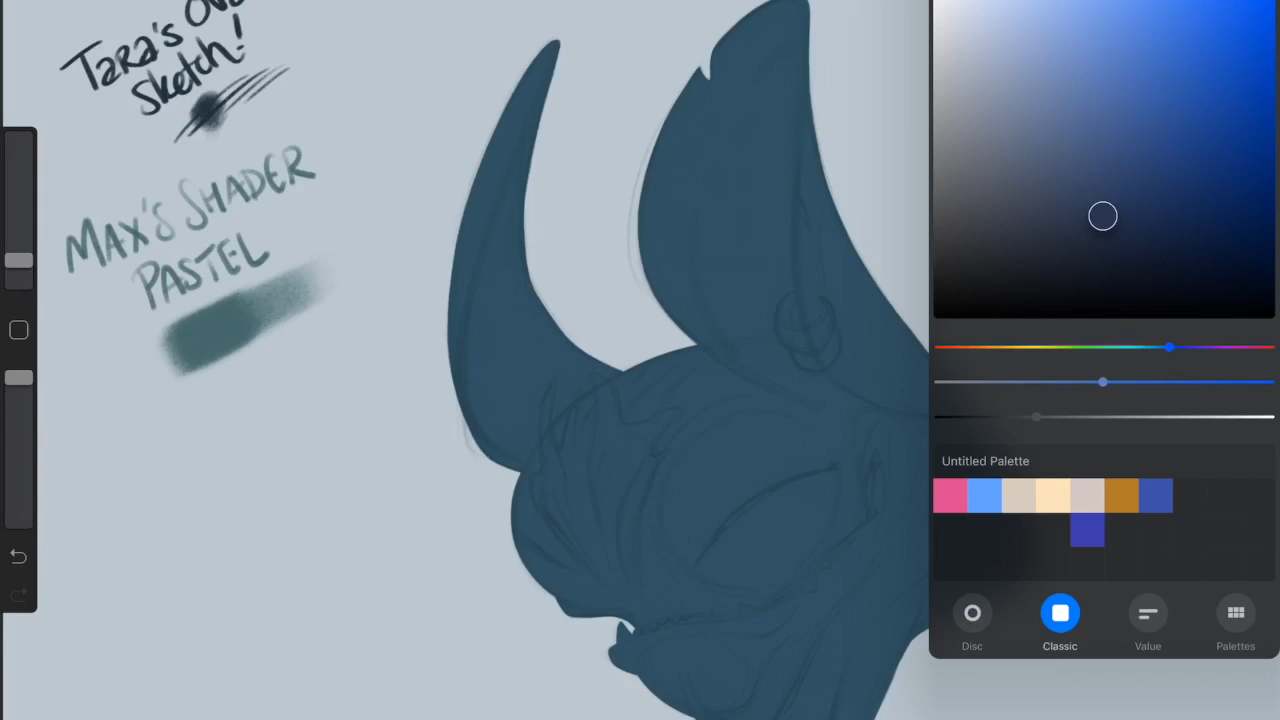 Tara's
Sketch!
MAX'S SHADER
PASTEL
Untitled Palette
Disc
Classic
Value
Palettes